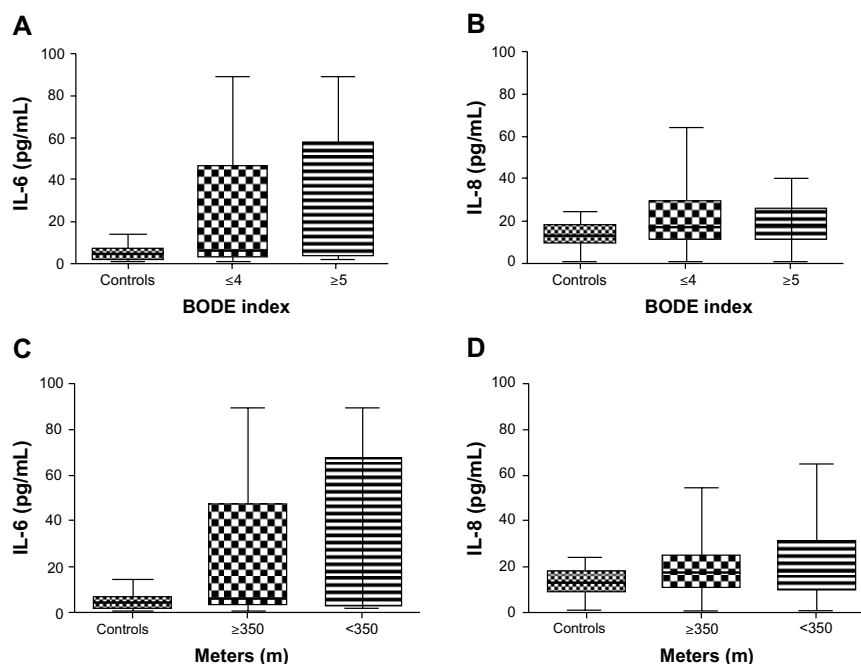 A
100
80
60
40
20
0
IL-6 (pg/mL)
Controls ≤4 ≥5
BODE index
B
100
80
60
40
20
0
IL-8 (pg/mL)
Controls ≤4 ≥5
BODE index
C
100
80
60
40
20
0
IL-6 (pg/mL)
Controls ≥350 <350
Meters (m)
D
100
80
60
40
20
0
IL-8 (pg/mL)
Controls ≥350 <350
Meters (m)